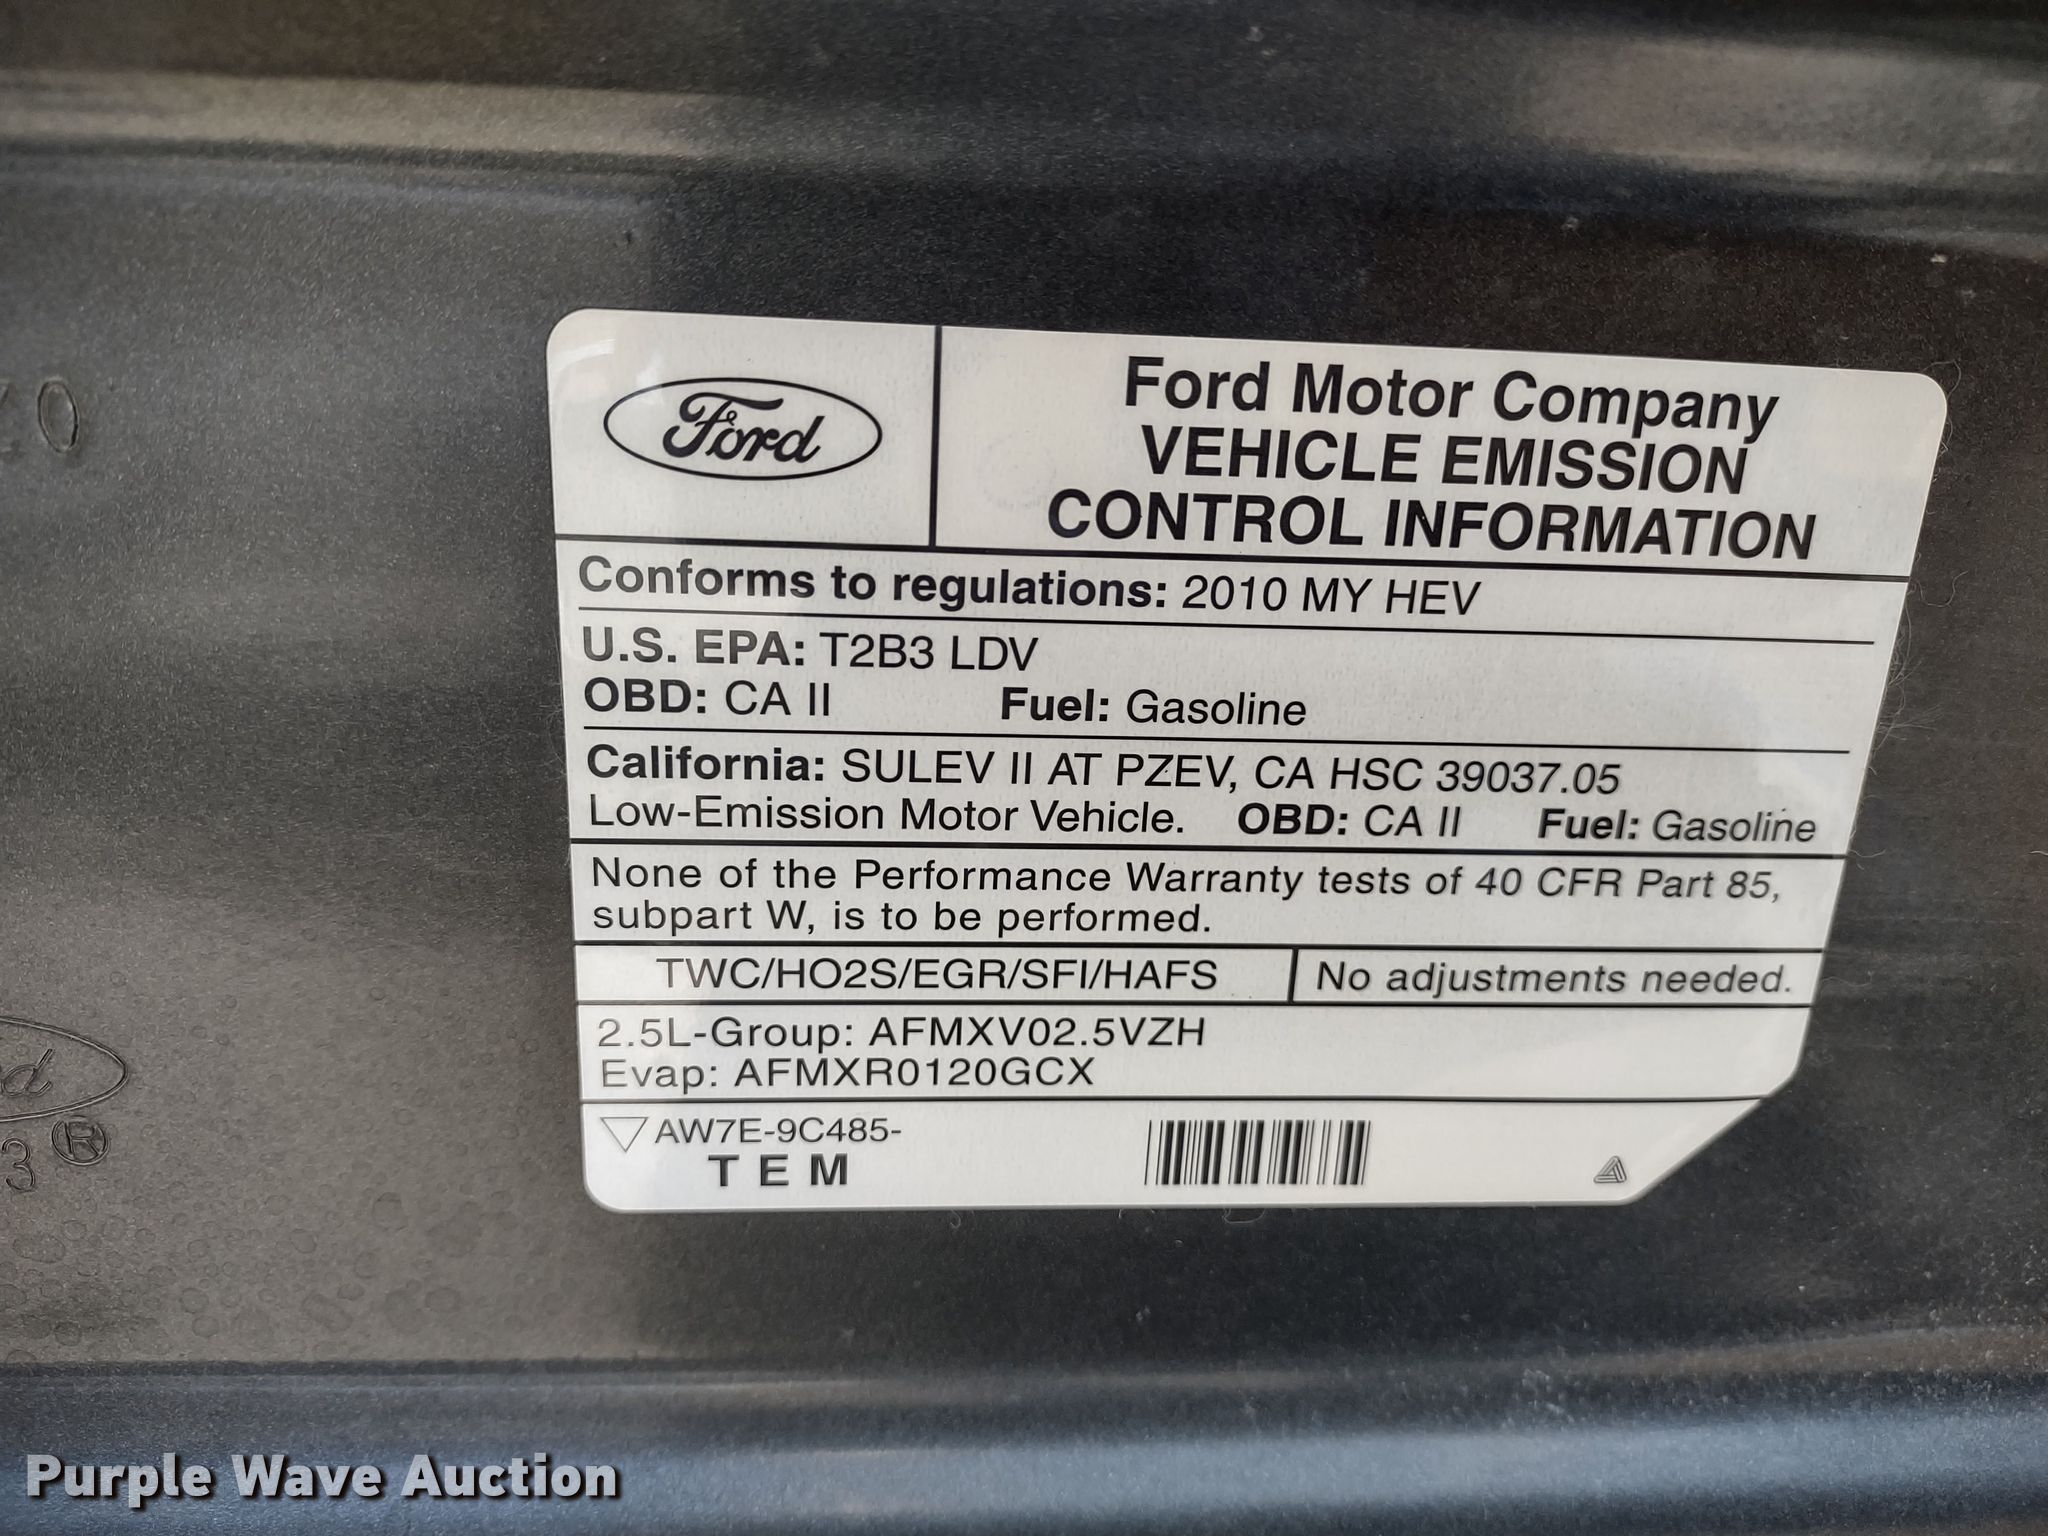 Ford
Ford Motor Company
VEHICLE EMISSION
CONTROL INFORMATION
Conforms to regulations: 2010 MY HEV
U.S. EPA: T2B3 LDV
OBD: CA II Fuel: Gasoline
California: SULEV II AT PZEV, CA HSC 39037.05
Low-Emission Motor Vehicle. OBD: CA II Fuel: Gasoline
None of the Performance Warranty tests of 40 CFR Part 85,
subpart W, is to be performed.
TWC/HO2S/EGR/SFI/HAFS No adjustments needed.
2.5L-Group: AFMXV02.5VZH
Evap: AFMXR0120GCX
AW7E-9C485-
T E M
3®
Purple Wave Auction